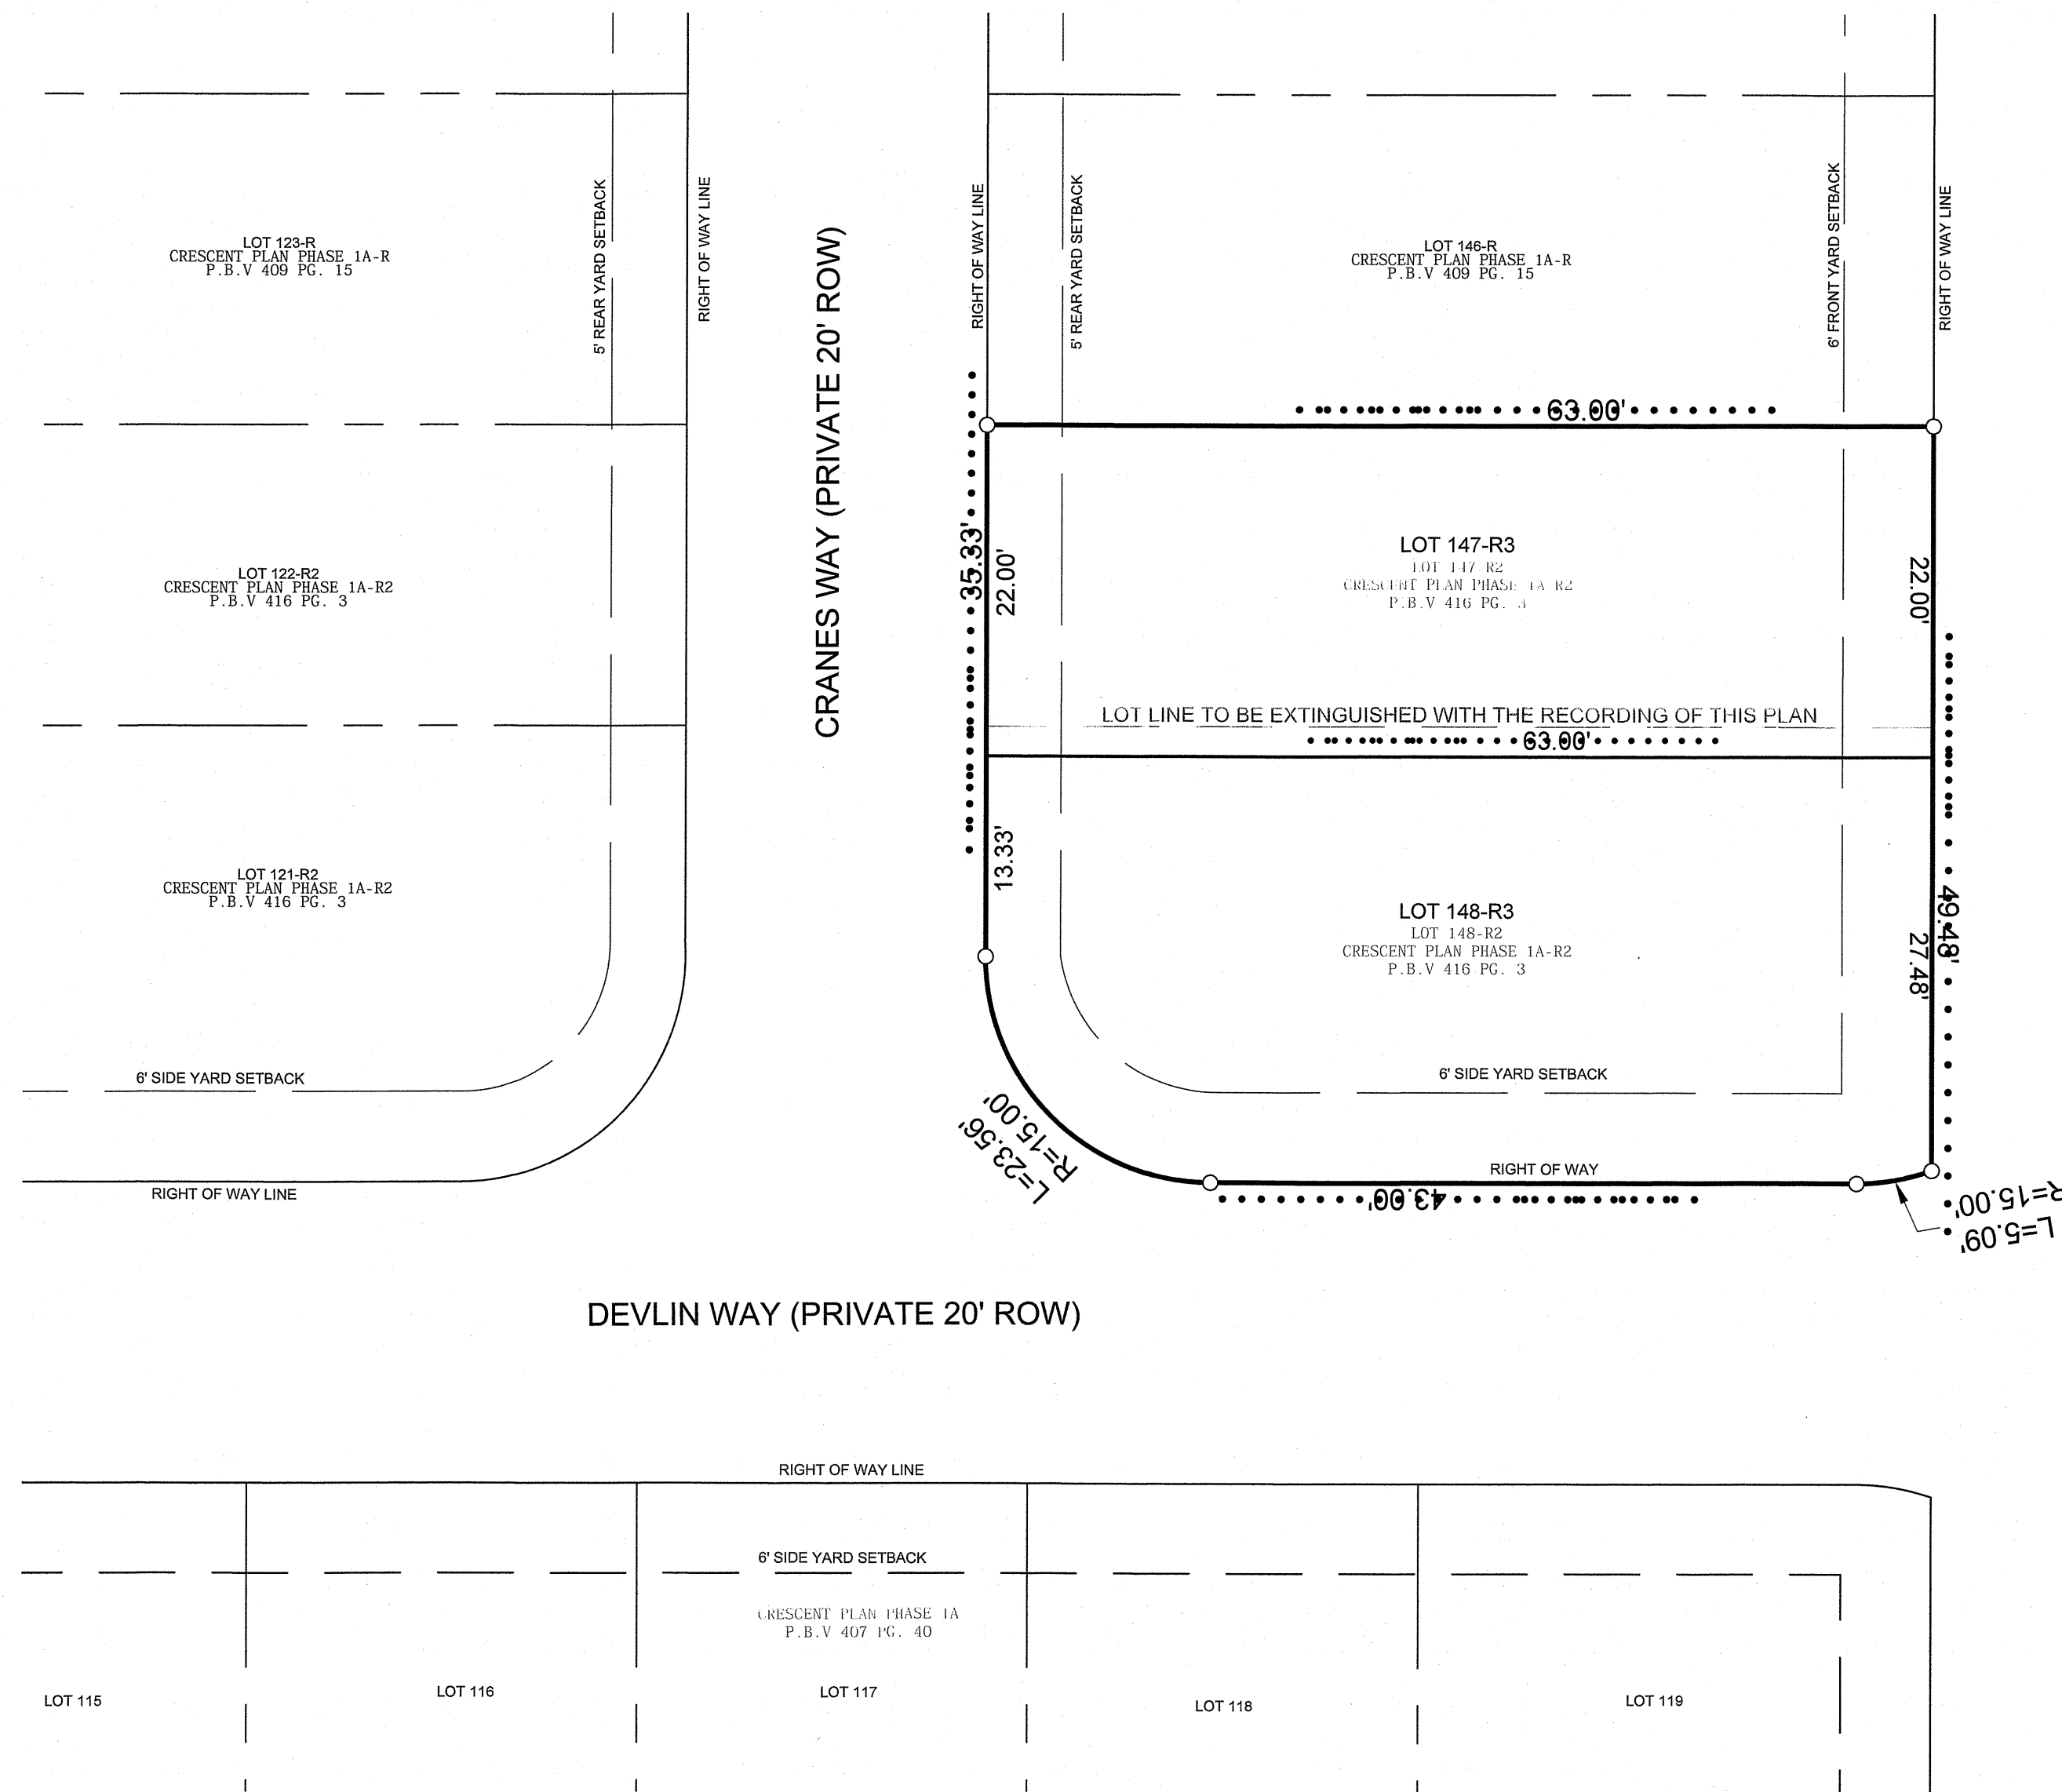 LOT 123-R
CRESCENT PLAN PHASE 1A-R
P.B.V 409 PG. 15
5' REAR YARD SETBACK
RIGHT OF WAY LINE
CRANES WAY (PRIVATE 20' ROW)
RIGHT OF WAY LINE
5' REAR YARD SETBACK
LOT 146-R
CRESCENT PLAN PHASE 1A-R
P.B.V 409 PG. 15
6' FRONT YARD SETBACK
RIGHT OF WAY LINE
63.00'
35.33'
22.00'
LOT 147-R3
LOT 147-R2
CRESCENT PLAN PHASE 1A-R2
P.B.V 416 PG. 3
22.00'
LOT 122-R2
CRESCENT PLAN PHASE 1A-R2
P.B.V 416 PG. 3
LOT LINE TO BE EXTINGUISHED WITH THE RECORDING OF THIS PLAN
63.00'
13.33'
LOT 121-R2
CRESCENT PLAN PHASE 1A-R2
P.B.V 416 PG. 3
LOT 148-R3
LOT 148-R2
CRESCENT PLAN PHASE 1A-R2
P.B.V 416 PG. 3
49.48'
27.48'
6' SIDE YARD SETBACK
6' SIDE YARD SETBACK
R=15.00'
L=23.56'
RIGHT OF WAY
43.00'
RIGHT OF WAY LINE
R=15.00'
L=5.09'
DEVLIN WAY (PRIVATE 20' ROW)
RIGHT OF WAY LINE
6' SIDE YARD SETBACK
CRESCENT PLAN PHASE 1A
P.B.V 407 PG. 40
LOT 115
LOT 116
LOT 117
LOT 118
LOT 119